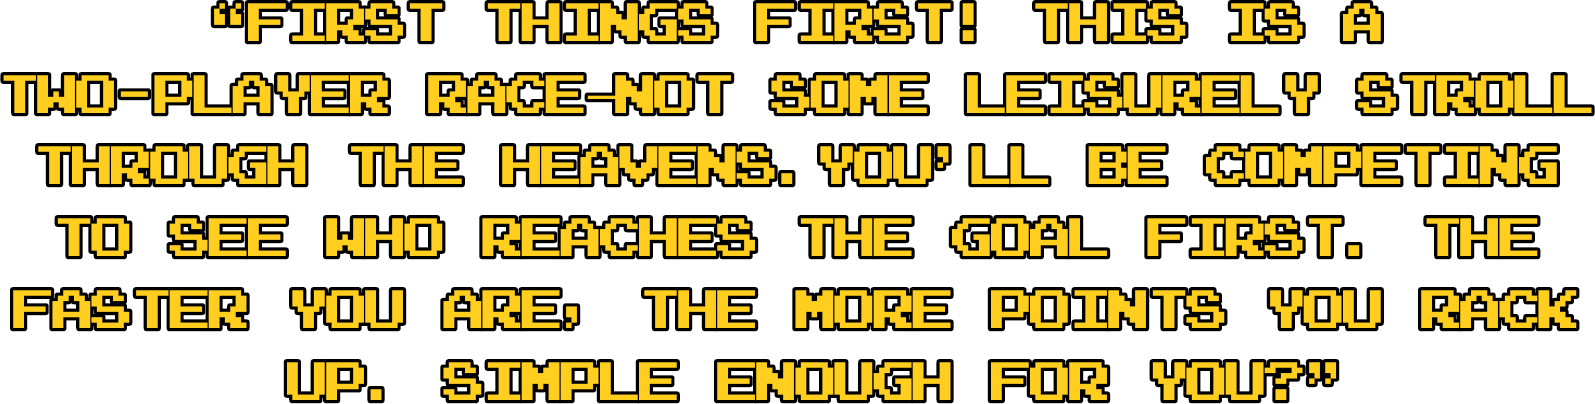 “FIRST THINGS FIRST! THIS IS A
TWO-PLAYER RACE—NOT SOME LEISURELY STROLL
THROUGH THE HEAVENS. YOU’LL BE COMPETING
TO SEE WHO REACHES THE GOAL FIRST. THE
FASTER YOU ARE, THE MORE POINTS YOU RACK
UP. SIMPLE ENOUGH FOR YOU?”